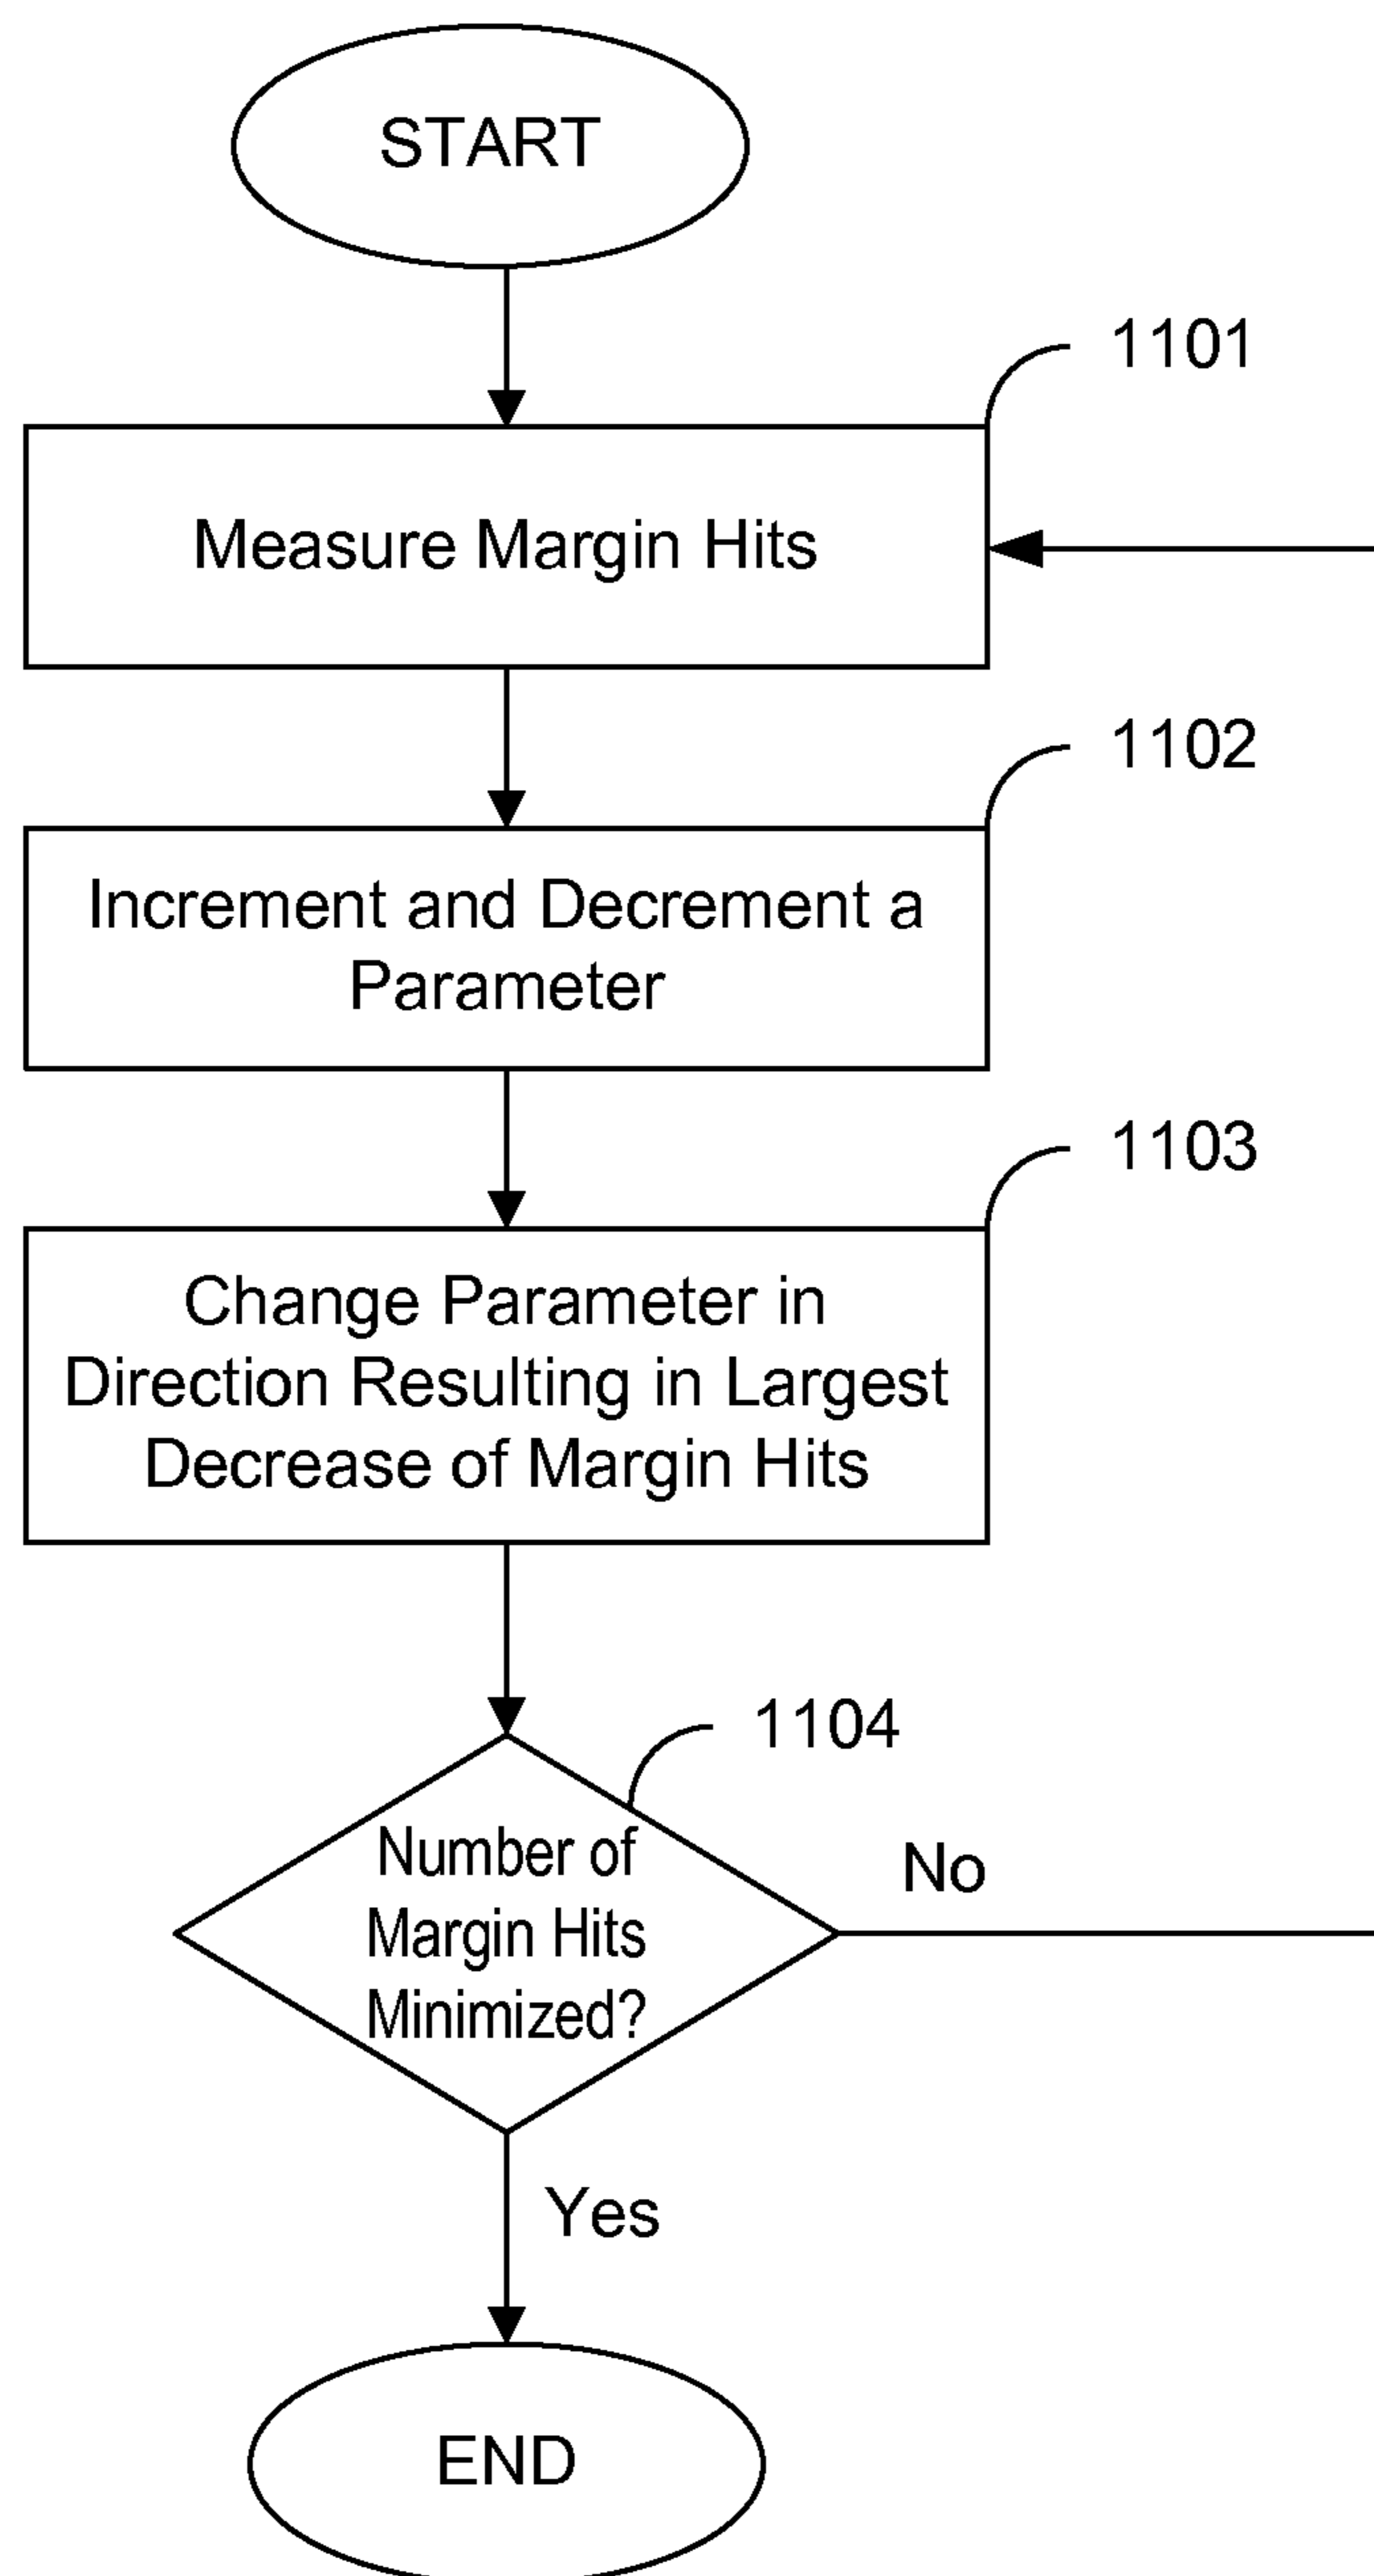 START
1101
Measure Margin Hits
1102
Increment and Decrement a
Parameter
1103
Change Parameter in
Direction Resulting in Largest
Decrease of Margin Hits
1104
Number of
Margin Hits
Minimized?
No
Yes
END